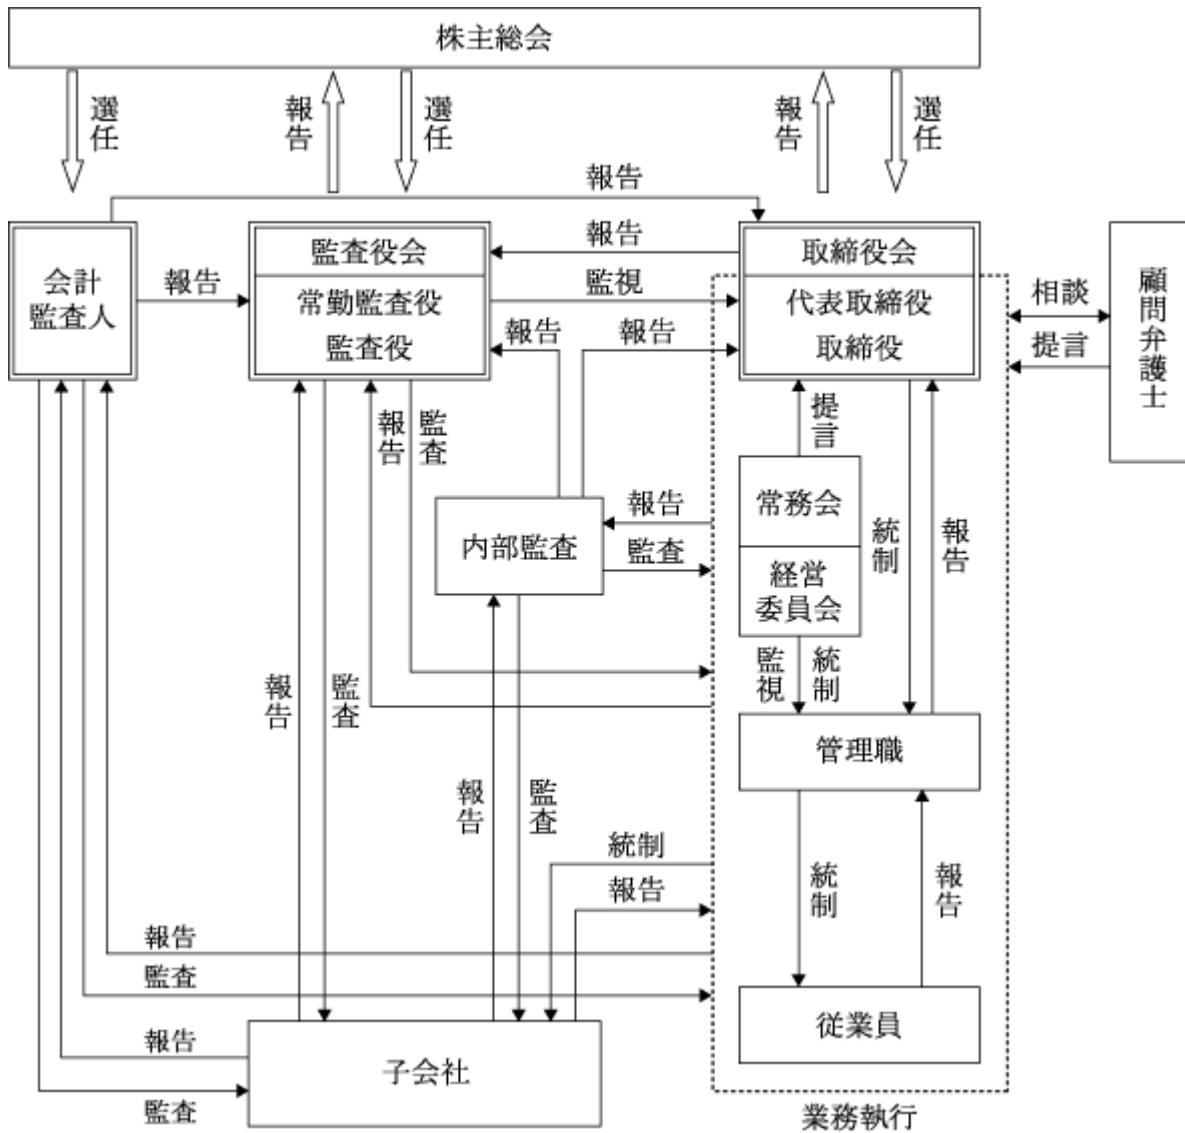 株主総会
選任
報告
選任
報告
選任
報告
会計
監査人
報告
監査役会
常勤監査役
監査役
報告
監視
取締役会
代表取締役
取締役
相談
提言
顧問弁護士
報告
報告
報告
監査
提言
常務会
経営
委員会
統制
報告
内部監査
報告
監査
監視
統制
報告
監査
管理職
報告
監査
統制
報告
統制
報告
報告
監査
従業員
報告
監査
子会社
業務執行